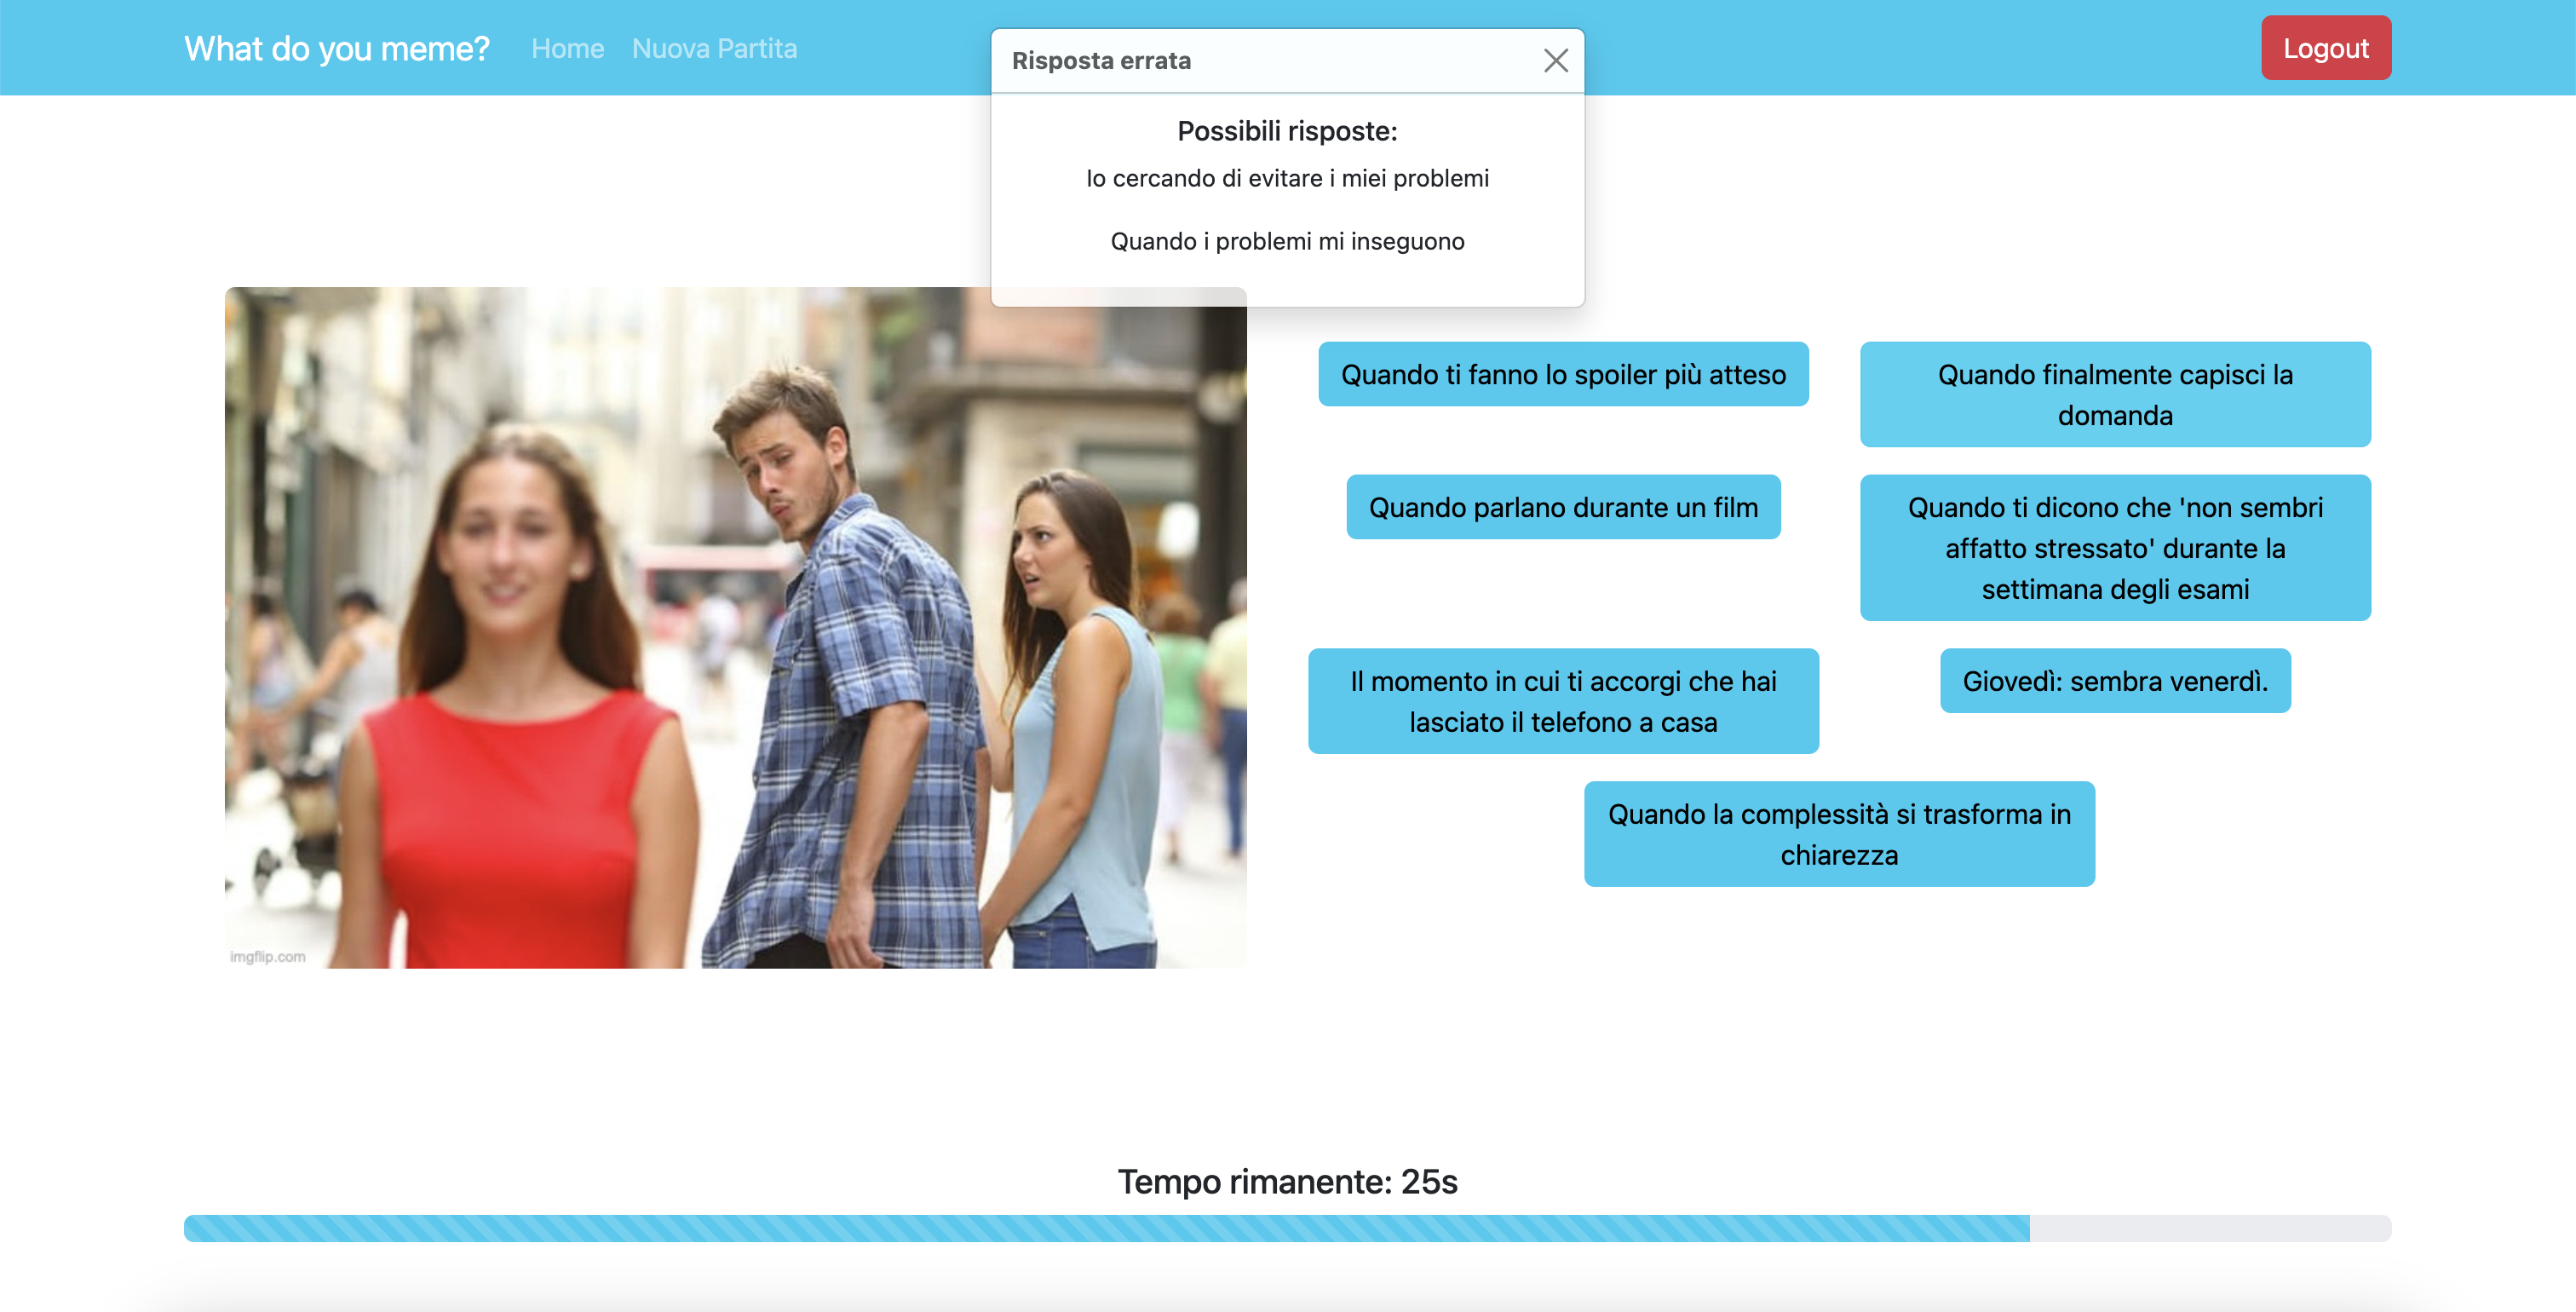 What do you meme?
Home
Nuova Partita
Logout
Risposta errata
Possibili risposte:
Io cercando di evitare i miei problemi
Quando i problemi mi inseguono
Quando ti fanno lo spoiler più atteso
Quando finalmente capisci la
domanda
Quando parlano durante un film
Quando ti dicono che 'non sembri
affatto stressato' durante la
settimana degli esami
Il momento in cui ti accorgi che hai
lasciato il telefono a casa
Giovedì: sembra venerdì.
Quando la complessità si trasforma in
chiarezza
imgflip.com
Tempo rimanente: 25s